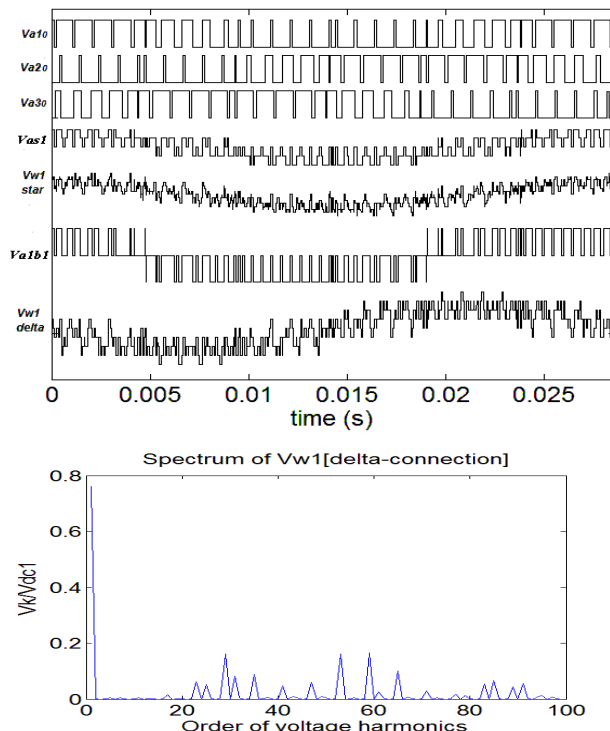 Va10
Va20
Va30
Vas1
Vw1
star
Va1b1
Vw1
delta
0 0.005 0.01 0.015 0.02 0.025
time (s)
Spectrum of Vw1[delta-connection]
0.8
0.6
0.4
0.2
0
Vk/Vdc1
0 20 40 60 80 100
Order of voltage harmonics